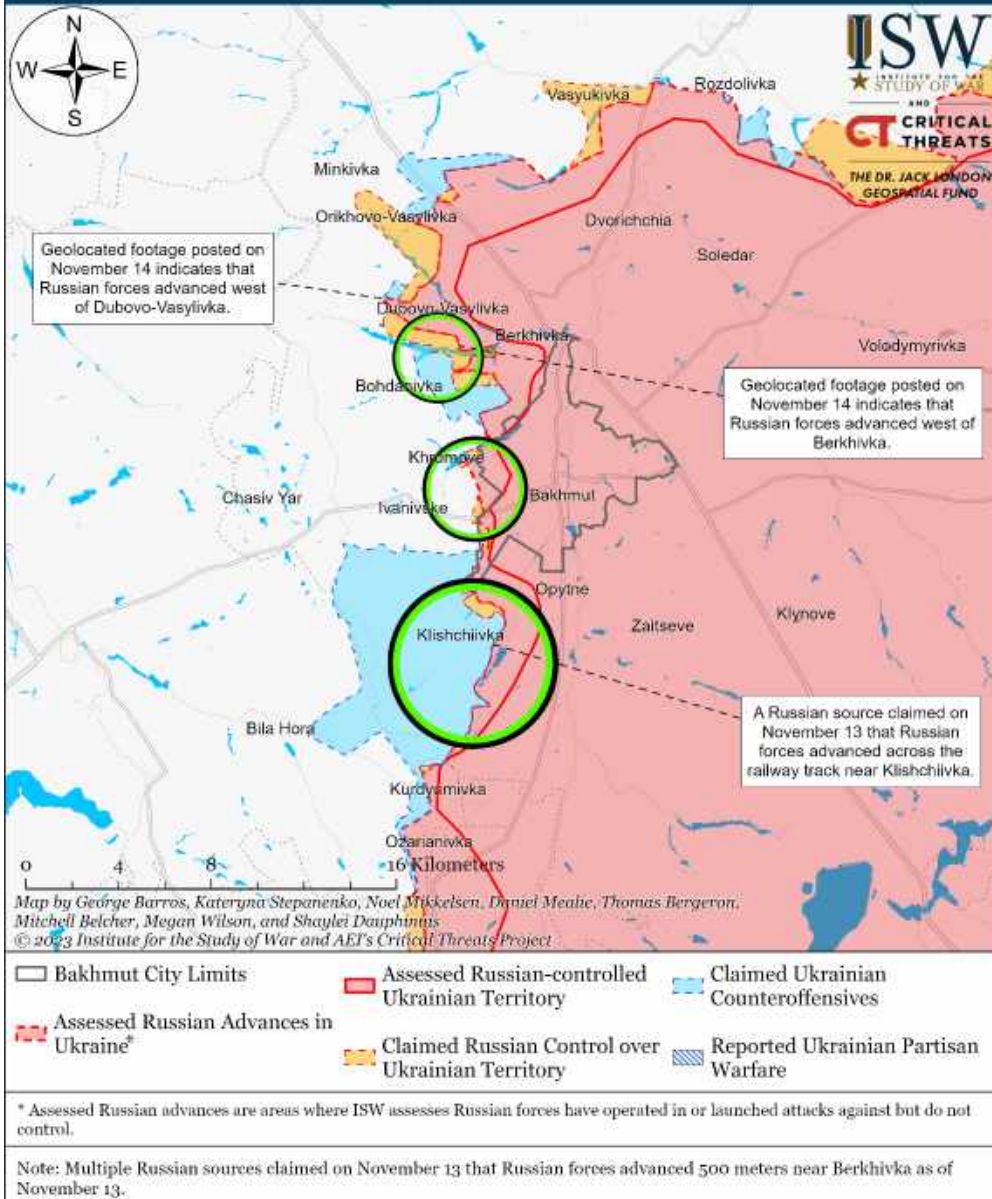 N
W E
S
ISW
INSTITUTE FOR THE
STUDY OF WAR
AND
CT CRITICAL
THREATS
THE DR. JACK LONDON
GEOSPATIAL FUND
Vasyukivka
Rozdolivka
Minkivka
Orikhovo-Vasylivka
Dvorichchia
Soledar
Geolocated footage posted on
November 14 indicates that
Russian forces advanced west
of Dubovo-Vasylivka.
Dubovo-Vasylivka
Berkhivka
Volodymyrivka
Bohdanivka
Geolocated footage posted on
November 14 indicates that
Russian forces advanced west of
Berkhivka.
Khromove
Chasiv Yar
Ivanivske
Bakhmut
Opytne
Klishchiivka
Zaitseve
Klynove
Bila Hora
A Russian source claimed on
November 13 that Russian
forces advanced across the
railway track near Klishchiivka.
Kurdyumivka
Ozarianivka
0 4 8 16 Kilometers
Map by George Barros, Kateryna Stepanenko, Noel Mikkelsen, Daniel Mealie, Thomas Bergeron,
Mitchell Belcher, Megan Wilson, and Shaylei Dauphinais
© 2023 Institute for the Study of War and AEI's Critical Threats Project
Bakhmut City Limits
Assessed Russian Advances in
Ukraine*
Assessed Russian-controlled
Ukrainian Territory
Claimed Russian Control over
Ukrainian Territory
Claimed Ukrainian
Counteroffensives
Reported Ukrainian Partisan
Warfare
* Assessed Russian advances are areas where ISW assesses Russian forces have operated in or launched attacks against but do not
control.
Note: Multiple Russian sources claimed on November 13 that Russian forces advanced 500 meters near Berkhivka as of
November 13.